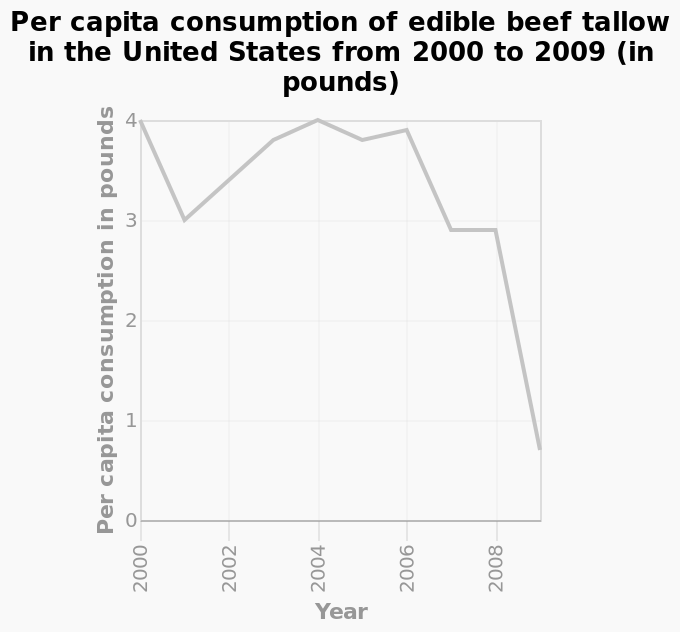 Per capita consumption of edible beef tallow
in the United States from 2000 to 2009 (in
pounds)
Per capita consumption in pounds
4
3
2
1
0
2000
2002
2004
2006
2008
Year